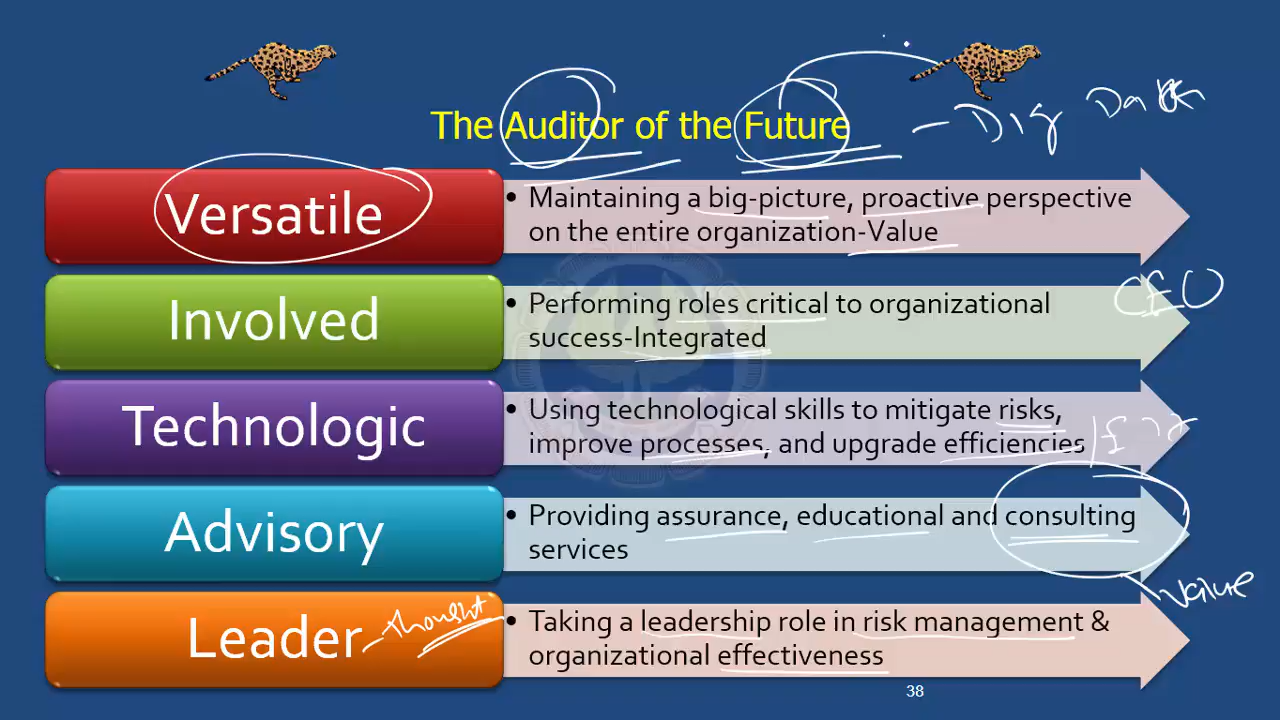 The Auditor of the Future
– Dig Data
Versatile
• Maintaining a big-picture, proactive perspective
on the entire organization-Value
Involved
• Performing roles critical to organizational
success-Integrated
CEO
Technologic
• Using technological skills to mitigate risks,
improve processes, and upgrade efficiencies
Advisory
• Providing assurance, educational and consulting
services
value
Leader
– thought
• Taking a leadership role in risk management &
organizational effectiveness
38